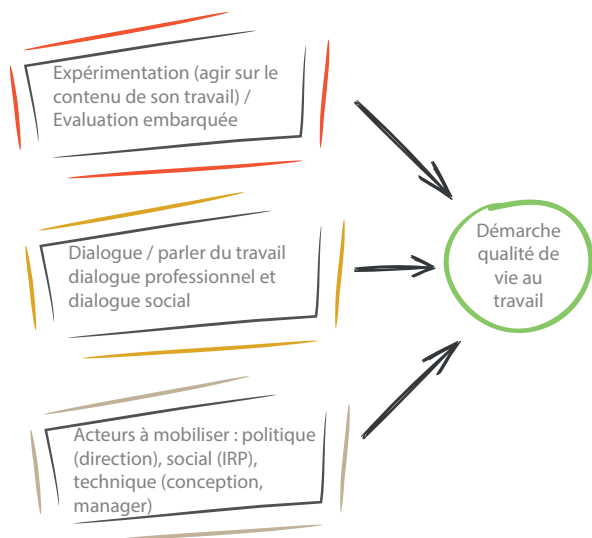 Expérimentation (agir sur le
contenu de son travail) /
Evaluation embarquée
Dialogue / parler du travail
dialogue professionnel et
dialogue social
Acteurs à mobiliser : politique
(direction), social (IRP),
technique (conception,
manager)
Démarche
qualité de
vie au
travail